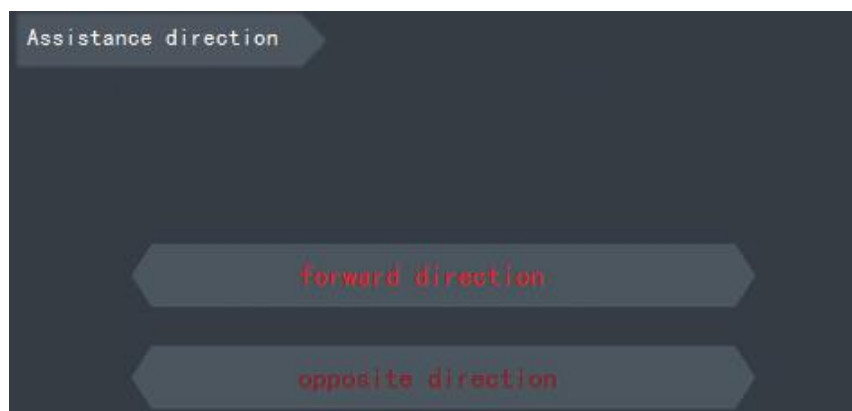 Assistance direction
forward direction
opposite direction